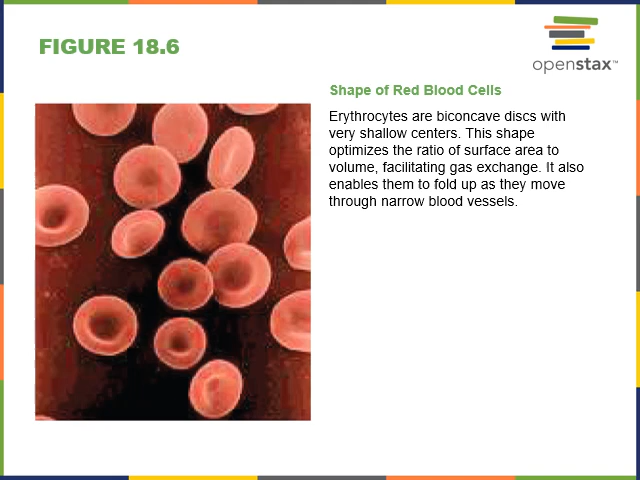 FIGURE 18.6
openstax™
Shape of Red Blood Cells
Erythrocytes are biconcave discs with
very shallow centers. This shape
optimizes the ratio of surface area to
volume, facilitating gas exchange. It also
enables them to fold up as they move
through narrow blood vessels.